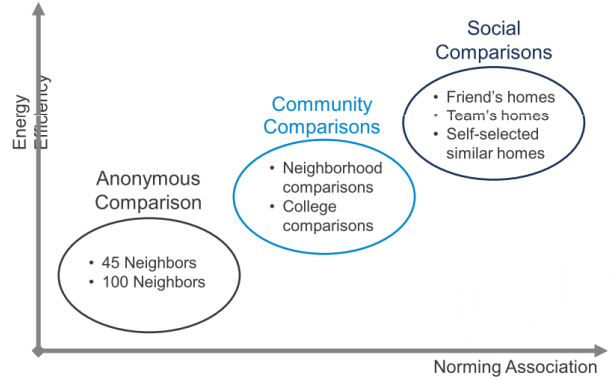 Social
Comparisons
• Friend's homes
• Team's homes
• Self-selected
similar homes
Community
Comparisons
• Neighborhood
comparisons
• College
comparisons
Anonymous
Comparison
• 45 Neighbors
• 100 Neighbors
Energy
Efficiency
Norming Association